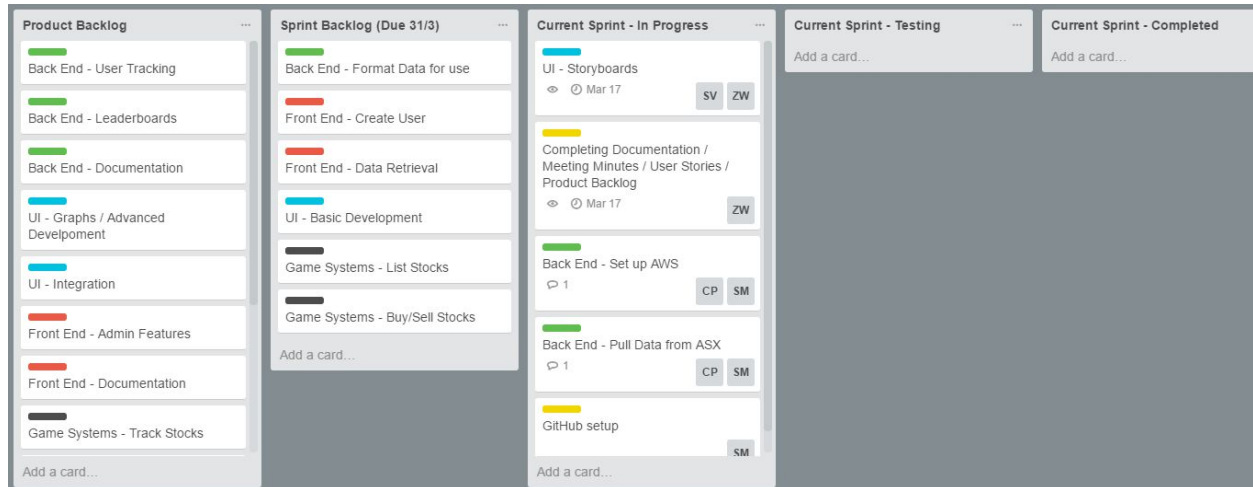 Product Backlog
Back End - User Tracking
Back End - Leaderboards
Back End - Documentation
UI - Graphs / Advanced
Develpoment
UI - Integration
Front End - Admin Features
Front End - Documentation
Game Systems - Track Stocks
Add a card...
Sprint Backlog (Due 31/3)
Back End - Format Data for use
Front End - Create User
Front End - Data Retrieval
UI - Basic Development
Game Systems - List Stocks
Game Systems - Buy/Sell Stocks
Add a card...
Current Sprint - In Progress
UI - Storyboards
Mar 17
SV ZW
Completing Documentation /
Meeting Minutes / User Stories /
Product Backlog
Mar 17
ZW
Back End - Set up AWS
1
CP SM
Back End - Pull Data from ASX
1
CP SM
GitHub setup
SM
Add a card...
Current Sprint - Testing
Add a card...
Current Sprint - Completed
Add a card...